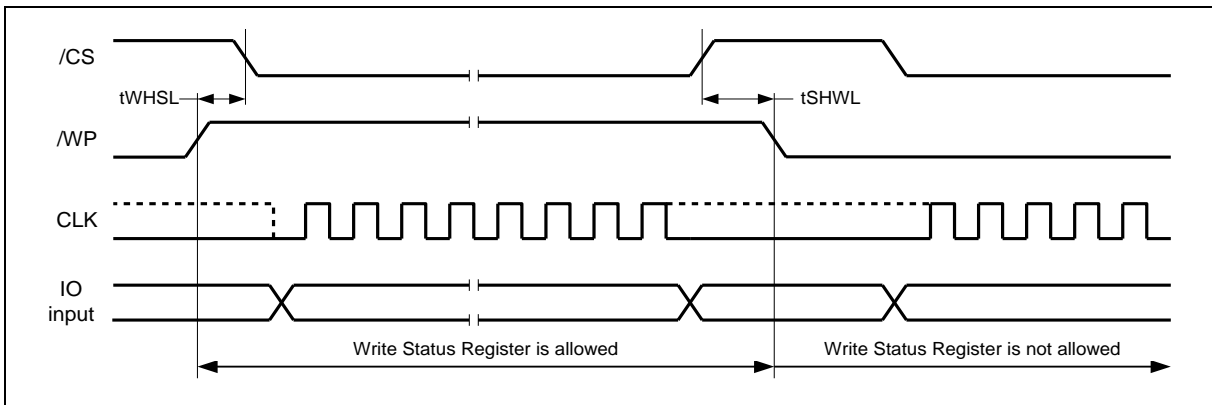 /CS
tWHSL
tSHWL
/WP
CLK
IO
input
Write Status Register is allowed
Write Status Register is not allowed